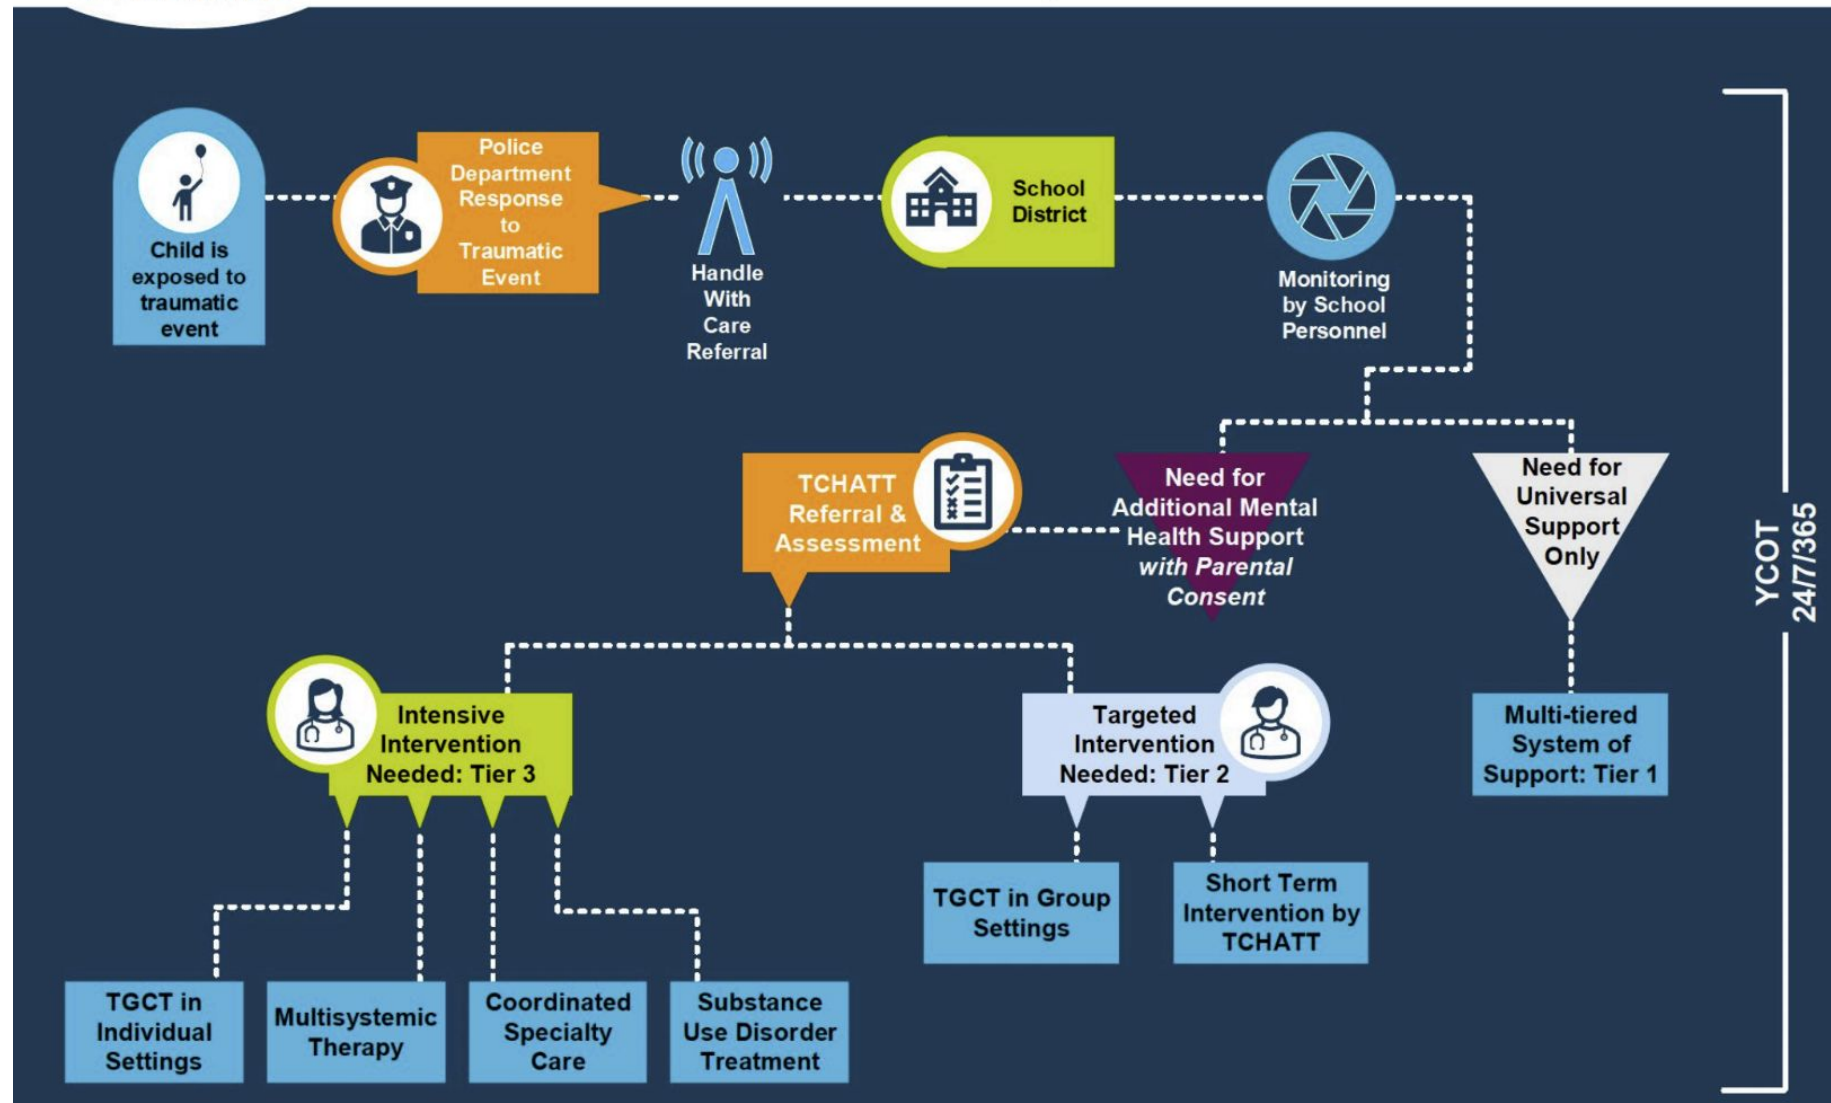 Child is
exposed to
traumatic
event
Police
Department
Response
to
Traumatic
Event
Handle
With
Care
Referral
School
District
Monitoring
by School
Personnel
TCHATT
Referral &
Assessment
Need for
Additional Mental
Health Support
with Parental
Consent
Need for
Universal
Support
Only
YCOT
24/7/365
Intensive
Intervention
Needed: Tier 3
Targeted
Intervention
Needed: Tier 2
Multi-tiered
System of
Support: Tier 1
TGCT in Group
Settings
Short Term
Intervention by
TCHATT
TGCT in
Individual
Settings
Multisystemic
Therapy
Coordinated
Specialty
Care
Substance
Use Disorder
Treatment